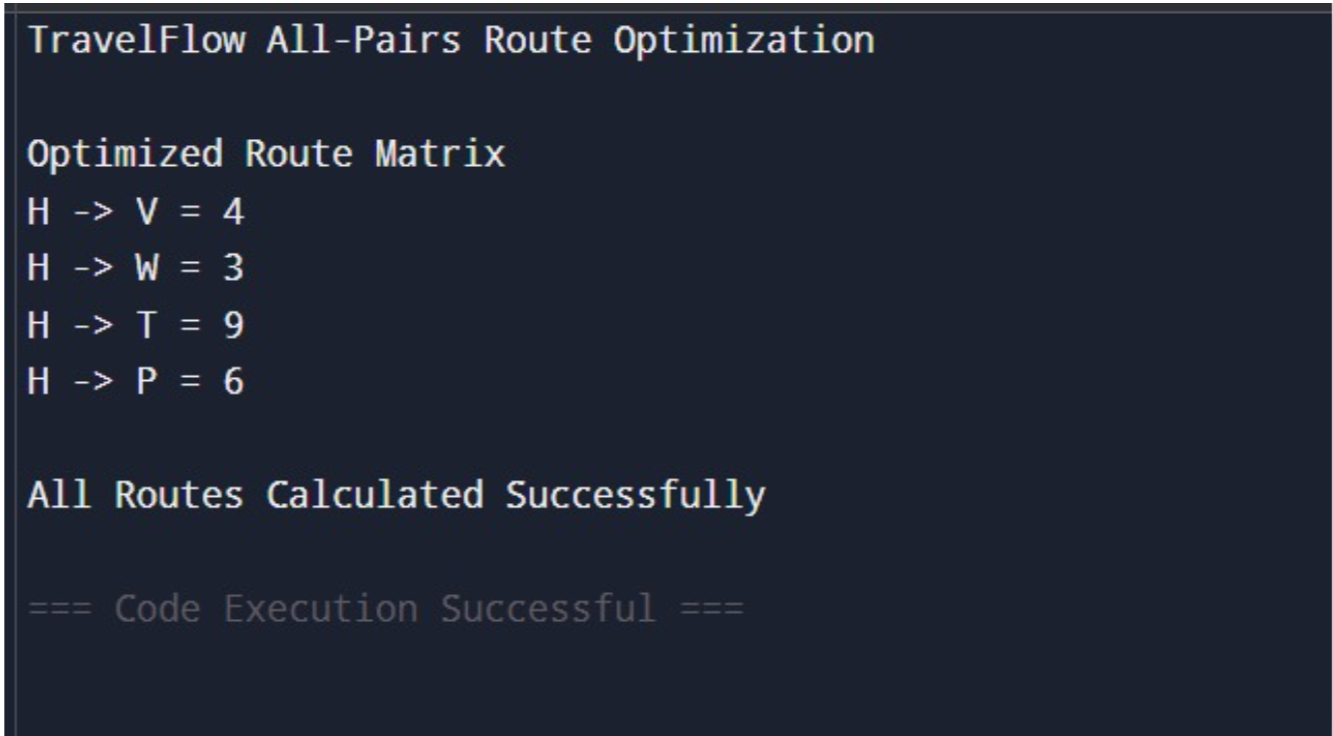 TravelFlow All-Pairs Route Optimization
Optimized Route Matrix
H -> V = 4
H -> W = 3
H -> T = 9
H -> P = 6
All Routes Calculated Successfully
=== Code Execution Successful ===